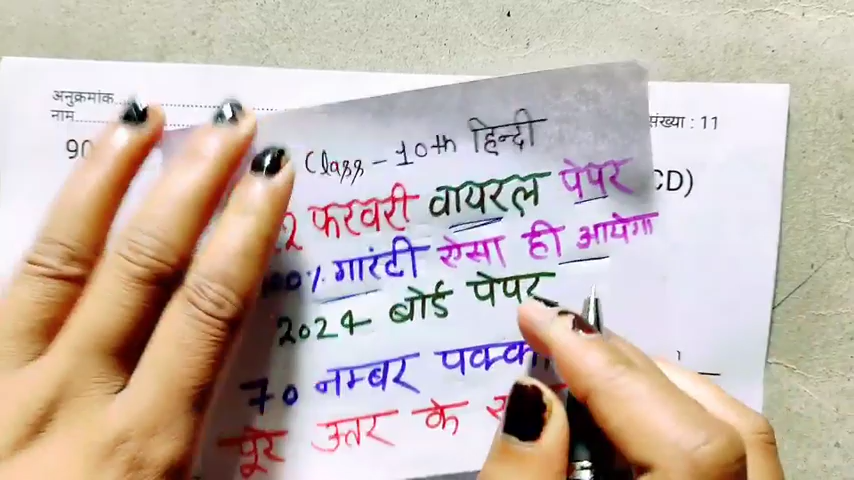 अनुक्रमांक
नाम
90
संख्या : 11
CD)
Class - 10th हिन्दी
फरवरी वायरल पेपर
गारंटी ऐसा ही आयेगा
2024 बोर्ड पेपर
70 नम्बर पक्का
पूरे उत्तर के